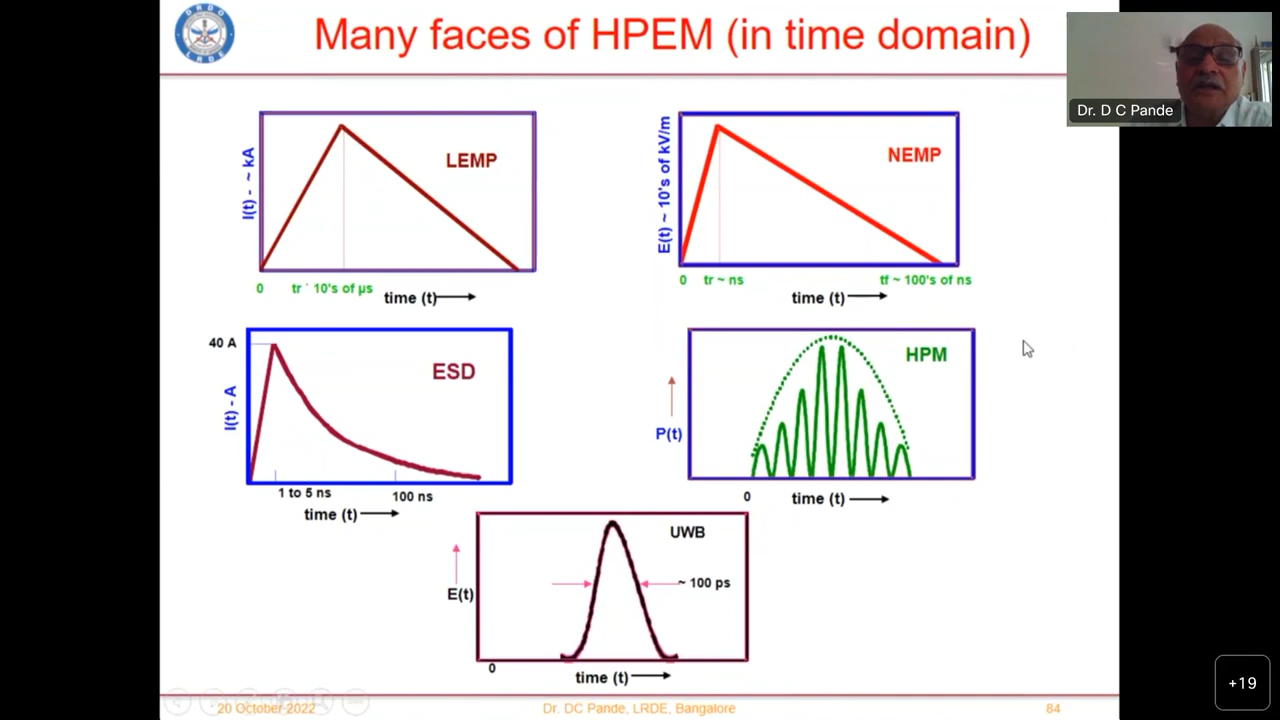 DRDO
LRDE
Many faces of HPEM (in time domain)
Dr. D C Pande
I(t) - ~ kA
LEMP
0
tr ~ 10's of µs
time (t)
E(t) ~ 10's of kV/m
NEMP
0
tr ~ ns
tf ~ 100's of ns
time (t)
40 A
I(t) - A
ESD
1 to 5 ns
100 ns
time (t)
P(t)
HPM
0
time (t)
E(t)
UWB
~ 100 ps
0
time (t)
20 October 2022
Dr. DC Pande, LRDE, Bangalore
84
+19